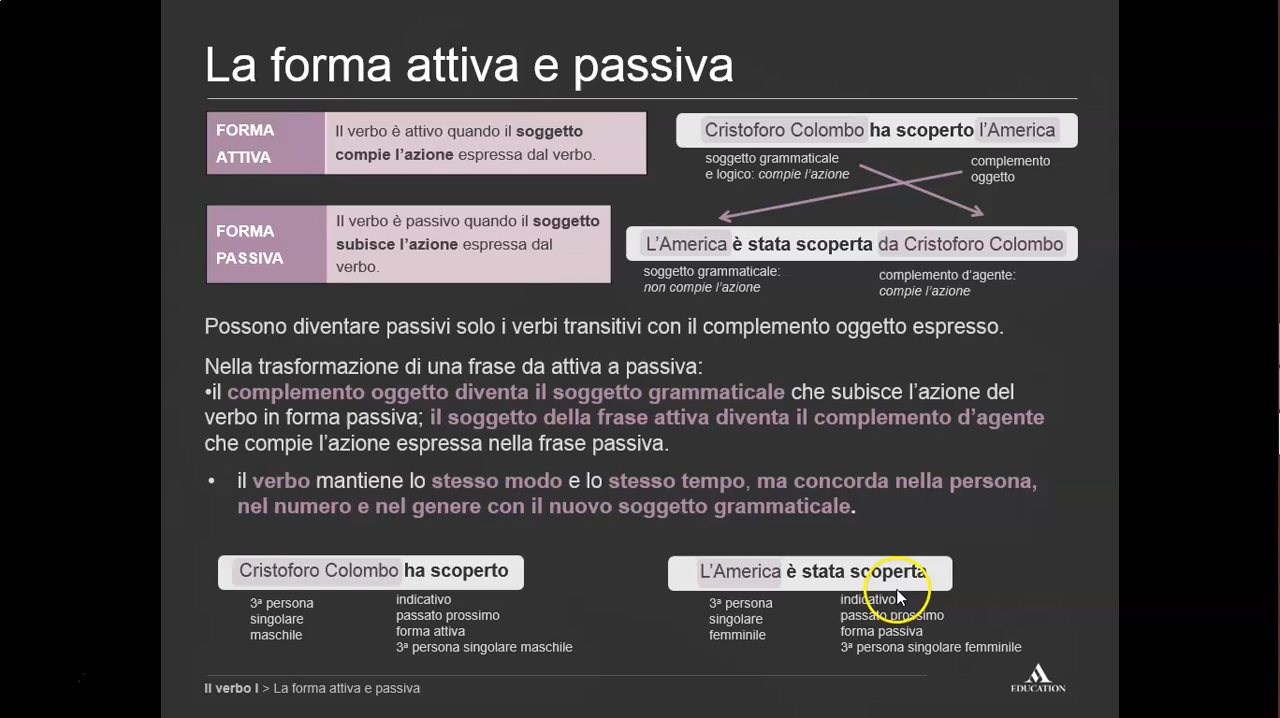 La forma attiva e passiva
FORMA
ATTIVA
Il verbo è attivo quando il soggetto
compie l'azione espressa dal verbo.
Cristoforo Colombo ha scoperto l'America
soggetto grammaticale
e logico: compie l'azione
complemento
oggetto
FORMA
PASSIVA
Il verbo è passivo quando il soggetto
subisce l'azione espressa dal
verbo.
L'America è stata scoperta da Cristoforo Colombo
soggetto grammaticale:
non compie l'azione
complemento d'agente:
compie l'azione
Possono diventare passivi solo i verbi transitivi con il complemento oggetto espresso.
Nella trasformazione di una frase da attiva a passiva:
•il complemento oggetto diventa il soggetto grammaticale che subisce l'azione del
verbo in forma passiva; il soggetto della frase attiva diventa il complemento d'agente
che compie l'azione espressa nella frase passiva.
• il verbo mantiene lo stesso modo e lo stesso tempo, ma concorda nella persona,
nel numero e nel genere con il nuovo soggetto grammaticale.
Cristoforo Colombo ha scoperto
3ª persona
singolare
maschile
indicativo
passato prossimo
forma attiva
3ª persona singolare maschile
L'America è stata scoperta
3ª persona
singolare
femminile
indicativo
passato prossimo
forma passiva
3ª persona singolare femminile
Il verbo I > La forma attiva e passiva
EDUCATION